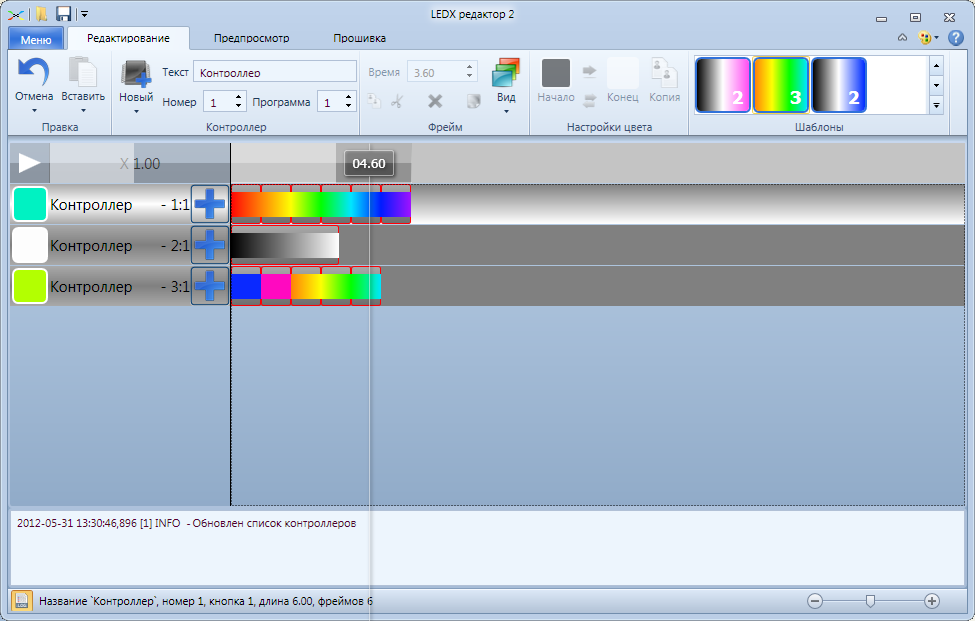 LEDX редактор 2
Меню
Редактирование
Предпросмотр
Прошивка
Отмена
Вставить
Правка
Новый
Текст Контроллер
Номер 1 Программа 1
Контроллер
Время 3.60
Вид
Фрейм
Начало
Конец
Копия
Настройки цвета
2
3
2
Шаблоны
X 1.00
04.60
Контроллер - 1:1
Контроллер - 2:1
Контроллер - 3:1
2012-05-31 13:30:46,896 [1] INFO - Обновлен список контроллеров
Название `Контроллер`, номер 1, кнопка 1, длина 6.00, фреймов 6